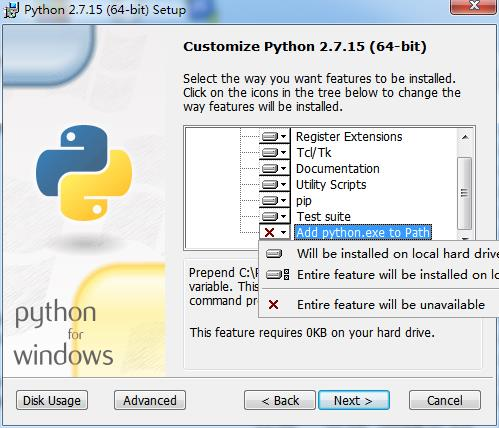 Python 2.7.15 (64-bit) Setup
Customize Python 2.7.15 (64-bit)
Select the way you want features to be installed.
Click on the icons in the tree below to change the
way features will be installed.
Register Extensions
Tcl/Tk
Documentation
Utility Scripts
pip
Test suite
Add python.exe to Path
Will be installed on local hard drive
Entire feature will be installed on lo
Entire feature will be unavailable
Prepend C:\
variable. This
command pr
This feature requires 0KB on your hard drive.
python
for
windows
Disk Usage
Advanced
< Back
Next >
Cancel